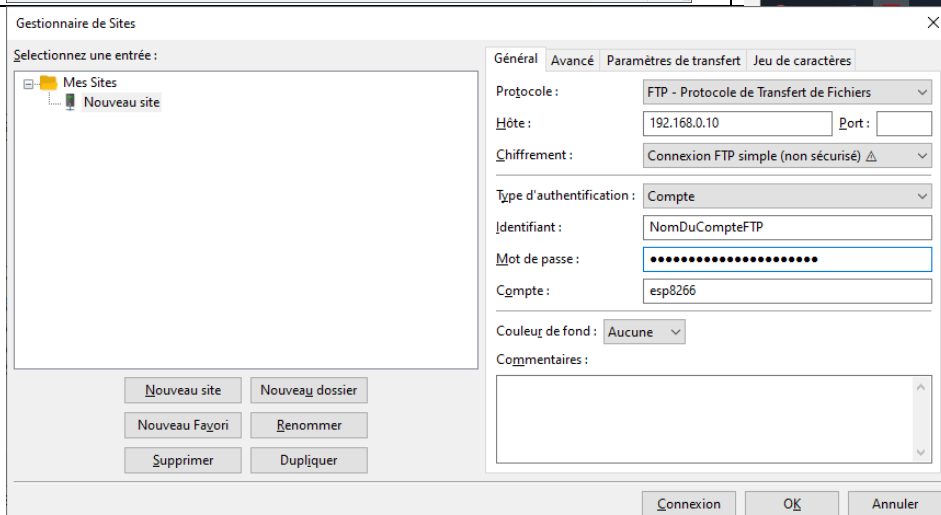 Gestionnaire de Sites
Selectionnez une entrée :
Mes Sites
Nouveau site
Nouveau site
Nouveau dossier
Nouveau Favori
Renommer
Supprimer
Dupliquer
Général Avancé Paramètres de transfert Jeu de caractères
Protocole : FTP - Protocole de Transfert de Fichiers
Hôte : 192.168.0.10 Port :
Chiffrement : Connexion FTP simple (non sécurisé) ⚠
Type d'authentification : Compte
Identifiant : NomDuCompteFTP
Mot de passe : ●●●●●●●●●●●●●●●●●●●●●●
Compte : esp8266
Couleur de fond : Aucune
Commentaires :
Connexion OK Annuler